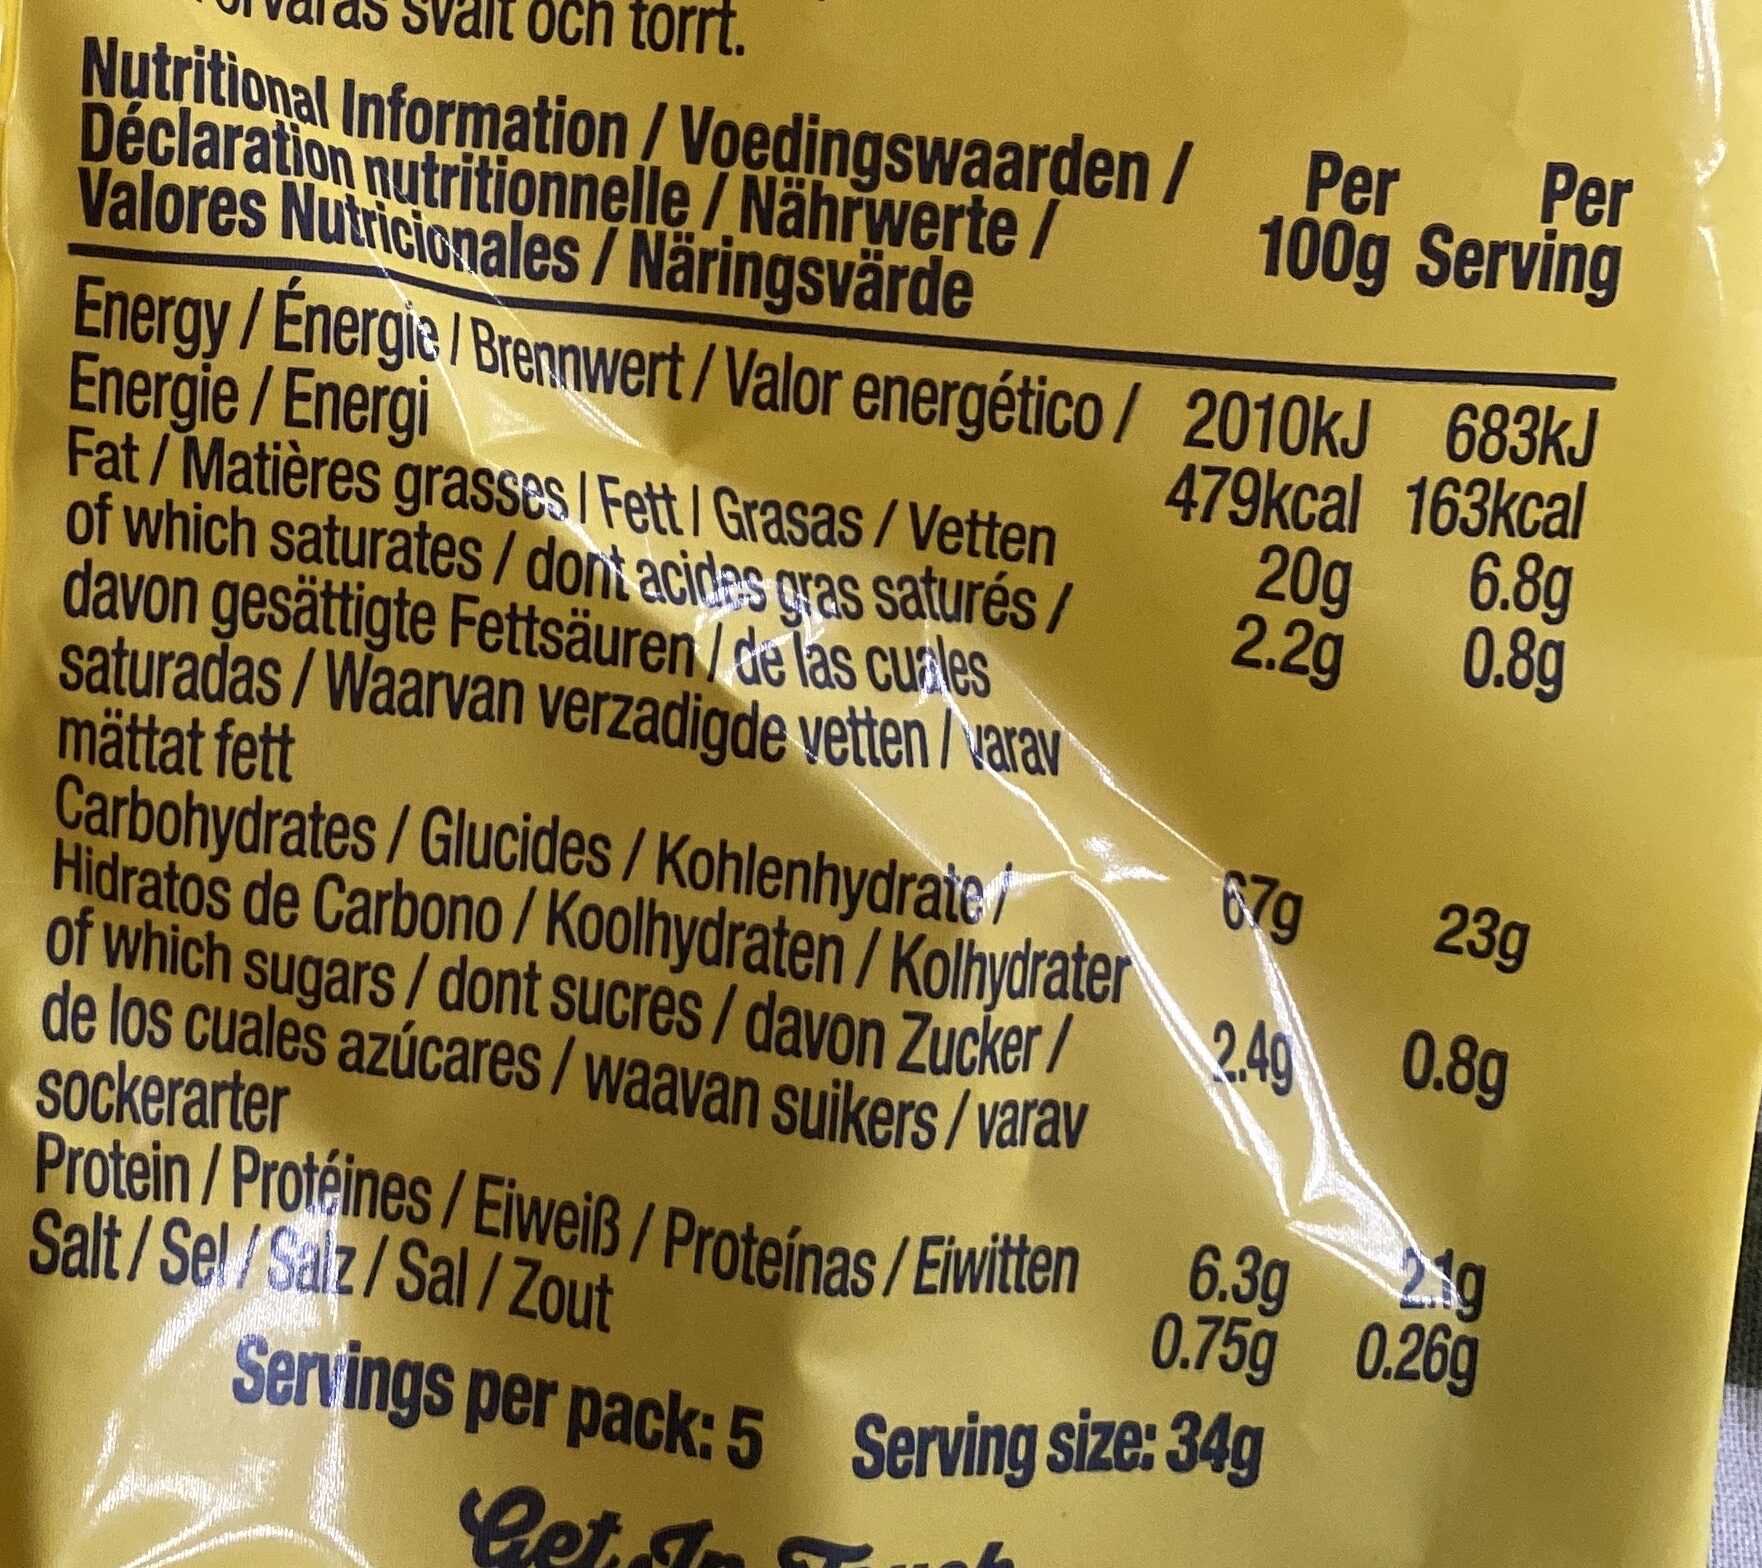 svalt och torrt.
Nutritional Information / Voedingswaarden / Per Per
Déclaration nutritionnelle / Nährwerte / 100g Serving
Valores Nutricionales / Näringsvärde
Energy / Énergie / Brennwert / Valor energético / 2010kJ 683kJ
Energie / Energi 479kcal 163kcal
Fat / Matières grasses / Fett / Grasas / Vetten 20g 6.8g
of which saturates / dont acides gras saturés / 2.2g 0.8g
davon gesättigte Fettsäuren / de las cuales
saturadas / Waarvan verzadigde vetten / varav
mättat fett
Carbohydrates / Glucides / Kohlenhydrate / 67g 23g
Hidratos de Carbono / Koolhydraten / Kolhydrater
of which sugars / dont sucres / davon Zucker / 2.4g 0.8g
de los cuales azúcares / waavan suikers / varav
sockerarter
Protein / Protéines / Eiweiß / Proteínas / Eiwitten 6.3g 2.1g
Salt / Sel / Salz / Sal / Zout 0.75g 0.26g
Servings per pack: 5 Serving size: 34g
Get In Touch